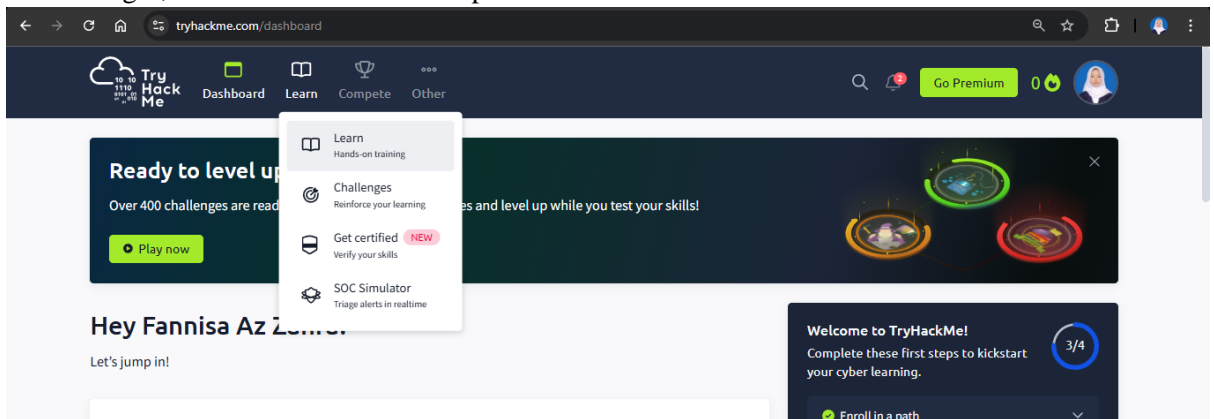 tryhackme.com/dashboard
Try
Hack
Me
Dashboard
Learn
Compete
Other
2
Go Premium
0
Learn
Hands-on training
Challenges
Reinforce your learning
Get certified NEW
Verify your skills
SOC Simulator
Triage alerts in realtime
Ready to level u
Over 400 challenges are read
es and level up while you test your skills!
Play now
Hey Fannisa Az
Let's jump in!
Welcome to TryHackMe!
Complete these first steps to kickstart
your cyber learning.
3/4
Enroll in a path